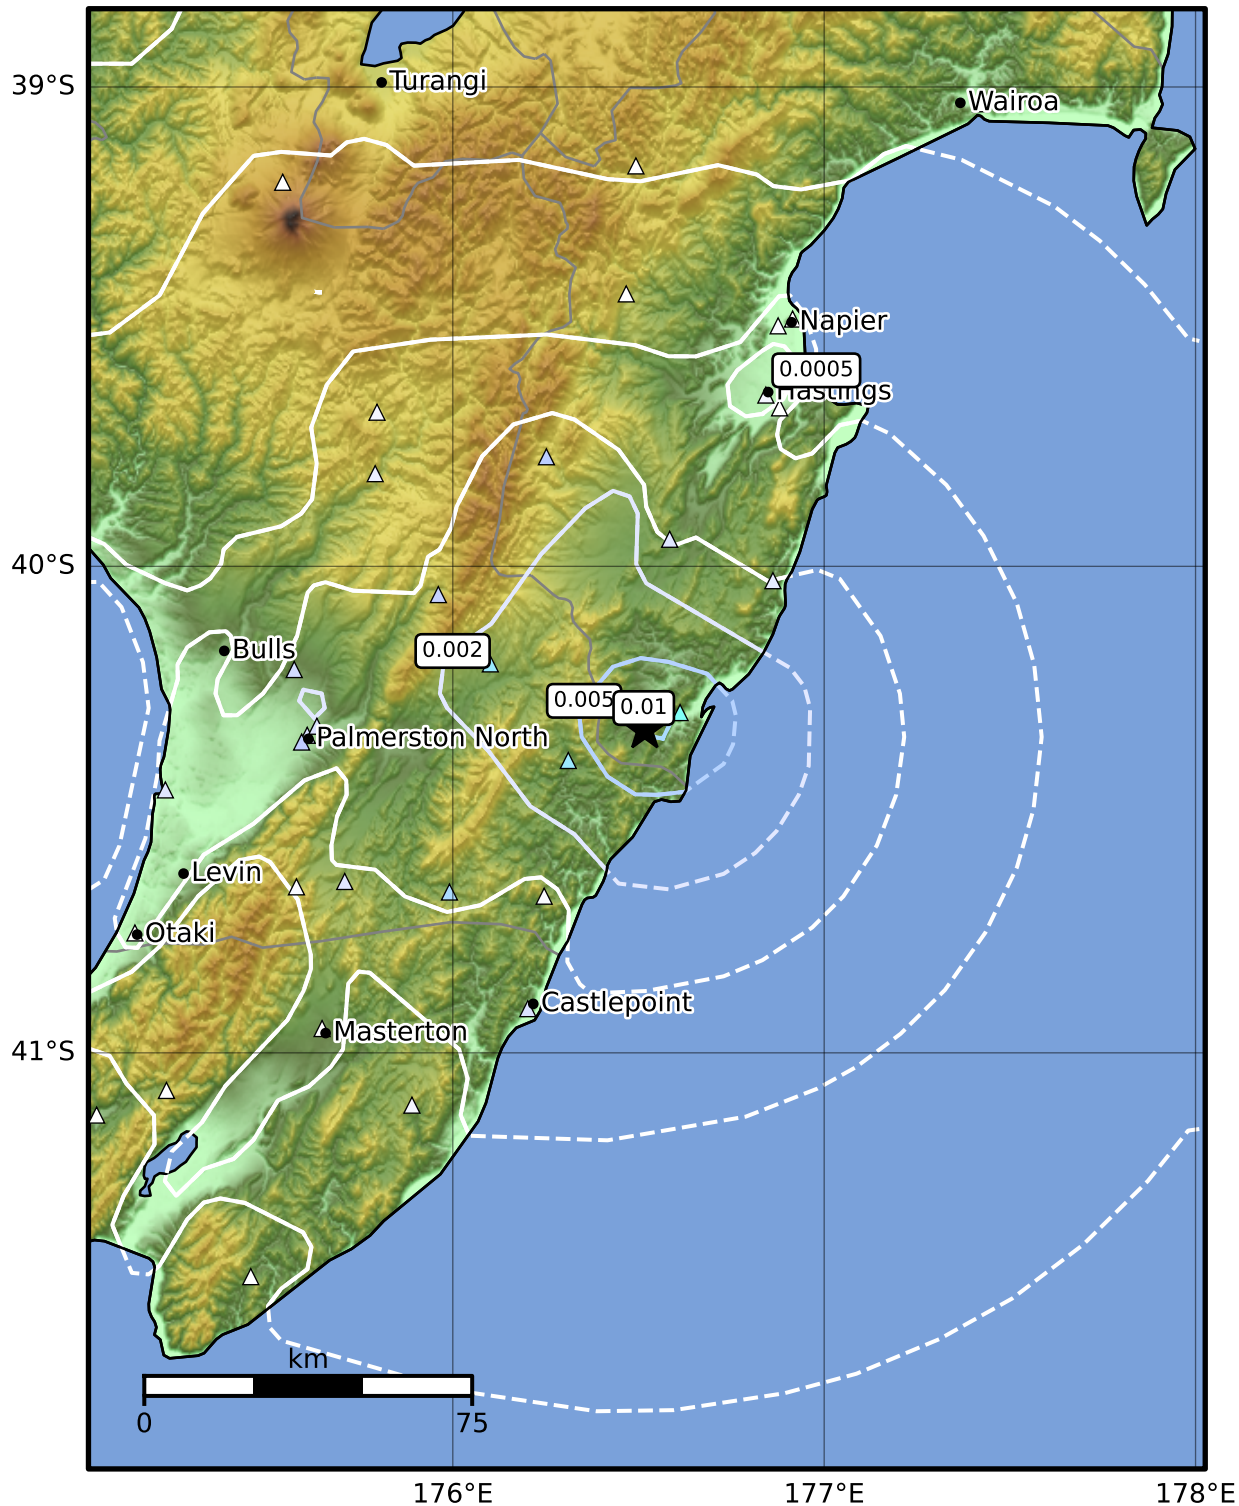 Turangi
39°S
Wairoa
Napier
0.0005
Hastings
40°S
Bulls
0.002
0.005
0.01
Palmerston North
Levin
Otaki
Castlepoint
Masterton
41°S
km
0
75
176°E
177°E
178°E